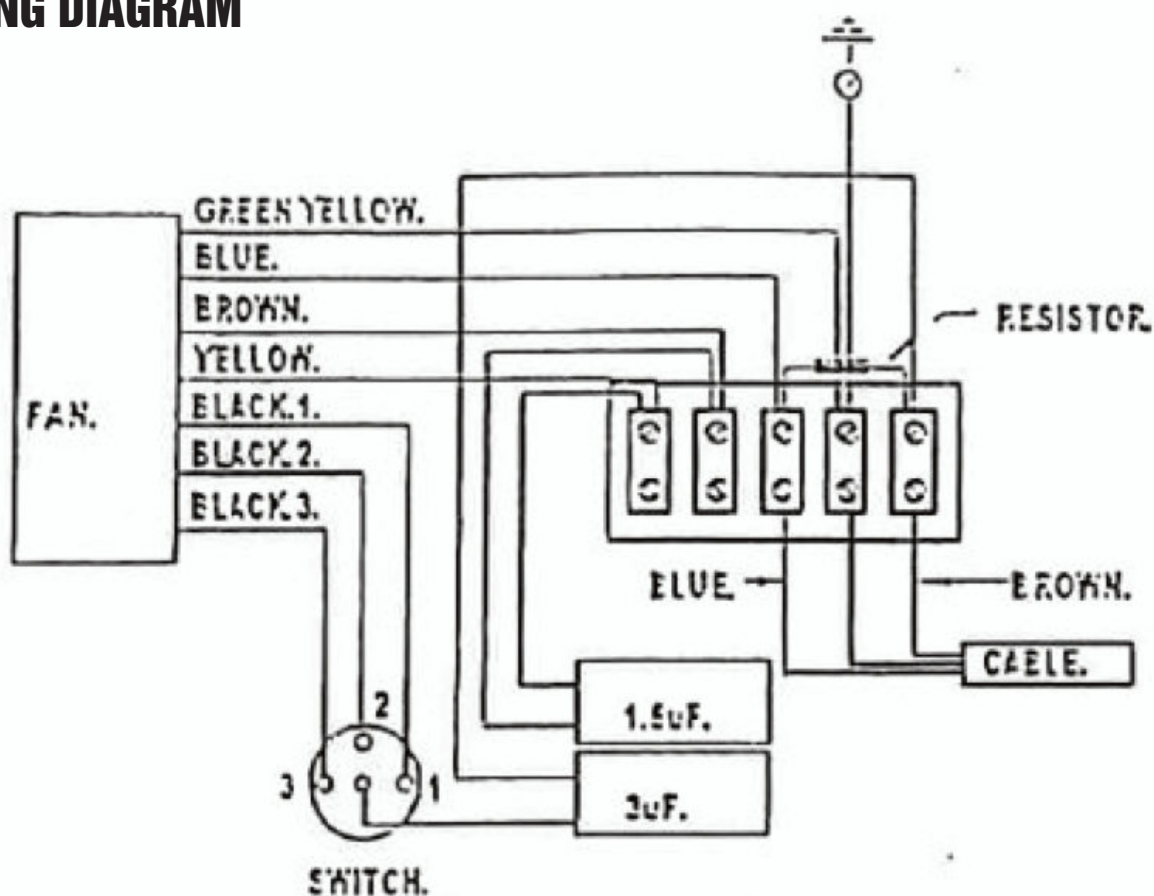 NG DIAGRAM
GREEN YELLOW.
BLUE.
BROWN.
YELLOW.
BLACK.1.
BLACK.2.
BLACK.3.
FAN.
RESISTOR.
BLUE
BROWN.
CABLE.
1.5uF.
2
3
1
SWITCH.